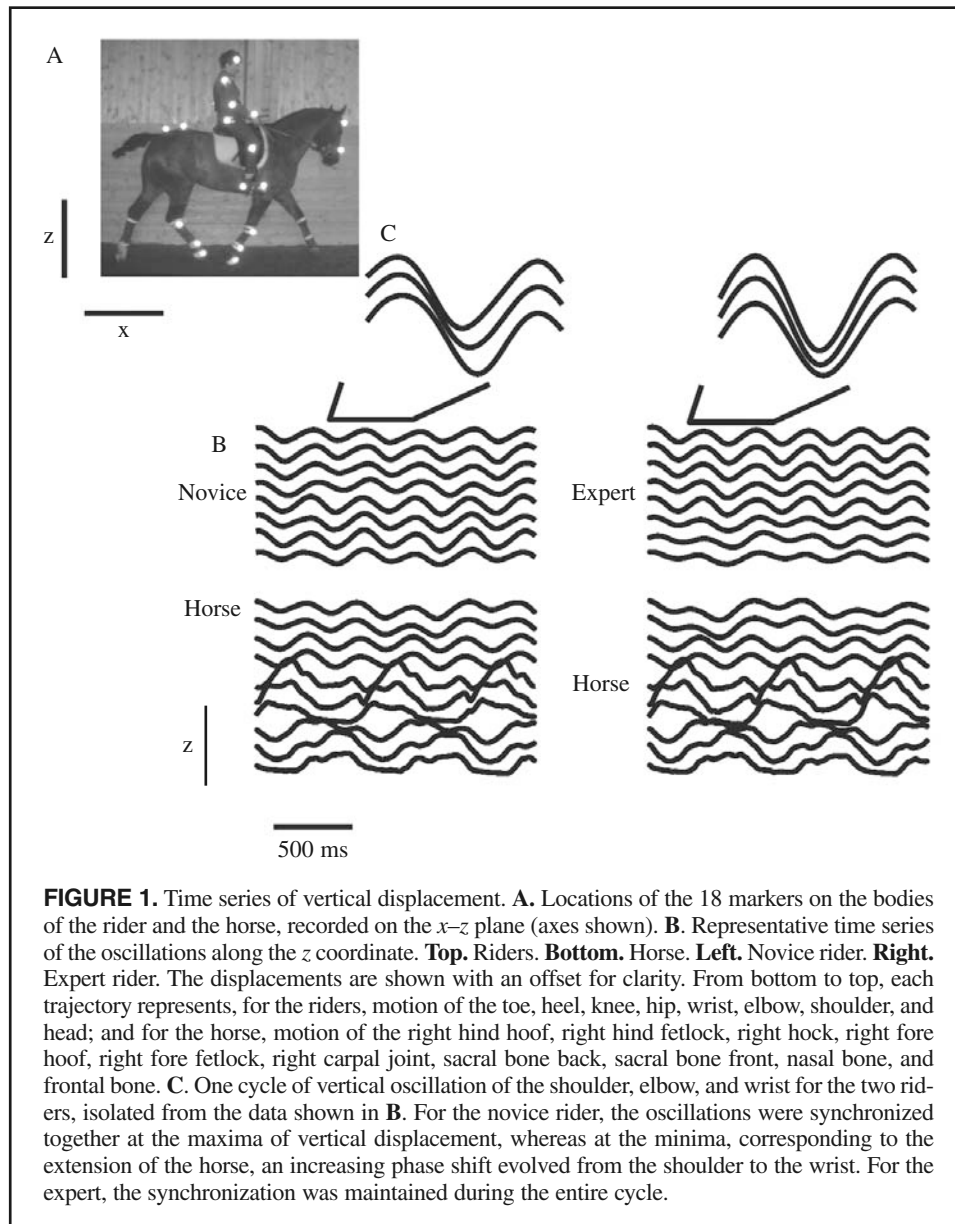 A
z
x
C
B
Novice
Expert
Horse
Horse
z
500 ms
FIGURE 1. Time series of vertical displacement. A. Locations of the 18 markers on the bodies
of the rider and the horse, recorded on the x–z plane (axes shown). B. Representative time series
of the oscillations along the z coordinate. Top. Riders. Bottom. Horse. Left. Novice rider. Right.
Expert rider. The displacements are shown with an offset for clarity. From bottom to top, each
trajectory represents, for the riders, motion of the toe, heel, knee, hip, wrist, elbow, shoulder, and
head; and for the horse, motion of the right hind hoof, right hind fetlock, right hock, right fore
hoof, right fore fetlock, right carpal joint, sacral bone back, sacral bone front, nasal bone, and
frontal bone. C. One cycle of vertical oscillation of the shoulder, elbow, and wrist for the two rid-
ers, isolated from the data shown in B. For the novice rider, the oscillations were synchronized
together at the maxima of vertical displacement, whereas at the minima, corresponding to the
extension of the horse, an increasing phase shift evolved from the shoulder to the wrist. For the
expert, the synchronization was maintained during the entire cycle.